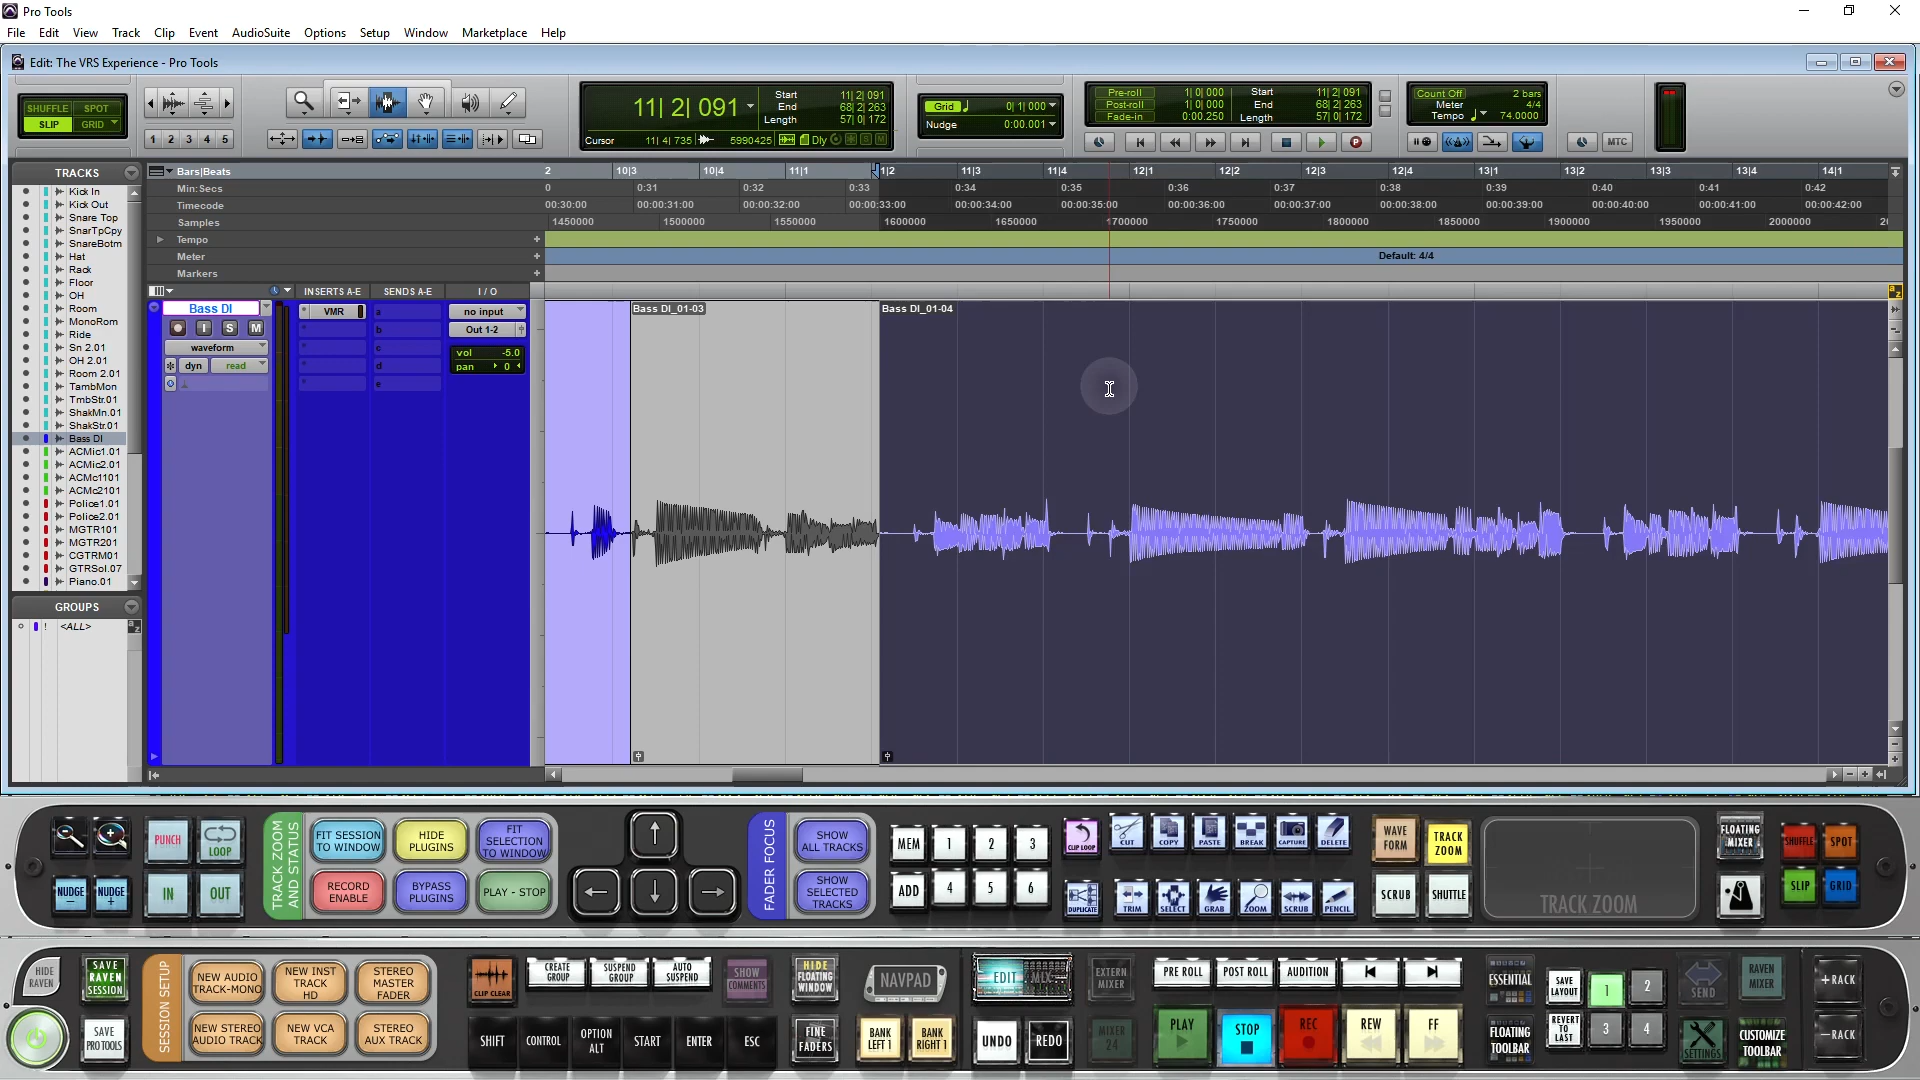 Pro Tools
File Edit View Track Clip Event AudioSuite Options Setup Window Marketplace Help
Edit: The VRS Experience - Pro Tools
SHUFFLE SPOT
SLIP GRID
1 2 3 4 5
11| 2| 091
Start 11| 2| 091
End 68| 2| 263
Length 57| 0| 172
Cursor 11| 4| 735 5990425 Dly S M
Grid 0| 1| 000
Nudge 0:00.001
Pre-roll 1| 0| 000
Post-roll 1| 0| 000
Fade-in 0:00.250
Start 11| 2| 091
End 68| 2| 263
Length 57| 0| 172
Count Off 2 bars
Meter 4/4
Tempo 74.0000
MTC
TRACKS
Kick In
Kick Out
Snare Top
SnarTpCpy
SnareBotm
Hat
Rack
Floor
OH
Room
MonoRom
Ride
Sn 2.01
OH 2.01
Room 2.01
TambMon
TmbStr.01
ShakMn.01
ShakStr.01
Bass DI
ACMic1.01
ACMic2.01
ACMc1101
ACMc2101
Police1.01
Police2.01
MGTR101
MGTR201
CGTRM01
GTRSol.07
Piano.01
GROUPS
! <ALL>
Bars|Beats 2 10|3 10|4 11|1 11|2 11|3 11|4 12|1 12|2 12|3 12|4 13|1 13|2 13|3 13|4 14|1
Min:Secs 0 0:31 0:32 0:33 0:34 0:35 0:36 0:37 0:38 0:39 0:40 0:41 0:42
Timecode 00:30:00 00:00:31:00 00:00:32:00 00:00:33:00 00:00:34:00 00:00:35:00 00:00:36:00 00:00:37:00 00:00:38:00 00:00:39:00 00:00:40:00 00:00:41:00 00:00:42:00
Samples 1450000 1500000 1550000 1600000 1650000 1700000 1750000 1800000 1850000 1900000 1950000 2000000
Tempo
Meter Default: 4/4
Markers
INSERTS A-E SENDS A-E I / O
Bass DI
I S M
waveform
dyn read
VMR
a
b
c
d
e
no input
Out 1-2
vol -5.0
pan 0
Bass DI_01-03
Bass DI_01-04
PUNCH LOOP
NUDGE − NUDGE + IN OUT
TRACK ZOOM AND STATUS
FIT SESSION TO WINDOW HIDE PLUGINS FIT SELECTION TO WINDOW
RECORD ENABLE BYPASS PLUGINS PLAY - STOP
FADER FOCUS
SHOW ALL TRACKS
SHOW SELECTED TRACKS
MEM 1 2 3
ADD 4 5 6
CLIP LOOP CUT COPY PASTE BREAK CAPTURE DELETE
DUPLICATE TRIM SELECT GRAB ZOOM SCRUB PENCIL
WAVE FORM TRACK ZOOM
SCRUB SHUTTLE
TRACK ZOOM
FLOATING MIXER
SHUFFLE SPOT
SLIP GRID
HIDE RAVEN
SAVE RAVEN SESSION
SAVE PRO TOOLS
SESSION SETUP
NEW AUDIO TRACK-MONO NEW INST TRACK HD STEREO MASTER FADER
NEW STEREO AUDIO TRACK NEW VCA TRACK STEREO AUX TRACK
CLIP CLEAR CREATE GROUP SUSPEND GROUP AUTO SUSPEND SHOW COMMENTS
SHIFT CONTROL OPTION ALT START ENTER ESC
HIDE FLOATING WINDOW NAVPAD EDIT MIX EXTERN MIXER
FINE FADERS BANK LEFT 1 BANK RIGHT 1 UNDO REDO MIXER 24
PRE ROLL POST ROLL AUDITION
PLAY STOP REC REW FF
ESSENTIAL SAVE LAYOUT 1 2 SEND RAVEN MIXER +RACK
FLOATING TOOLBAR REVERT TO LAST 3 4 SETTINGS CUSTOMIZE TOOLBAR −RACK